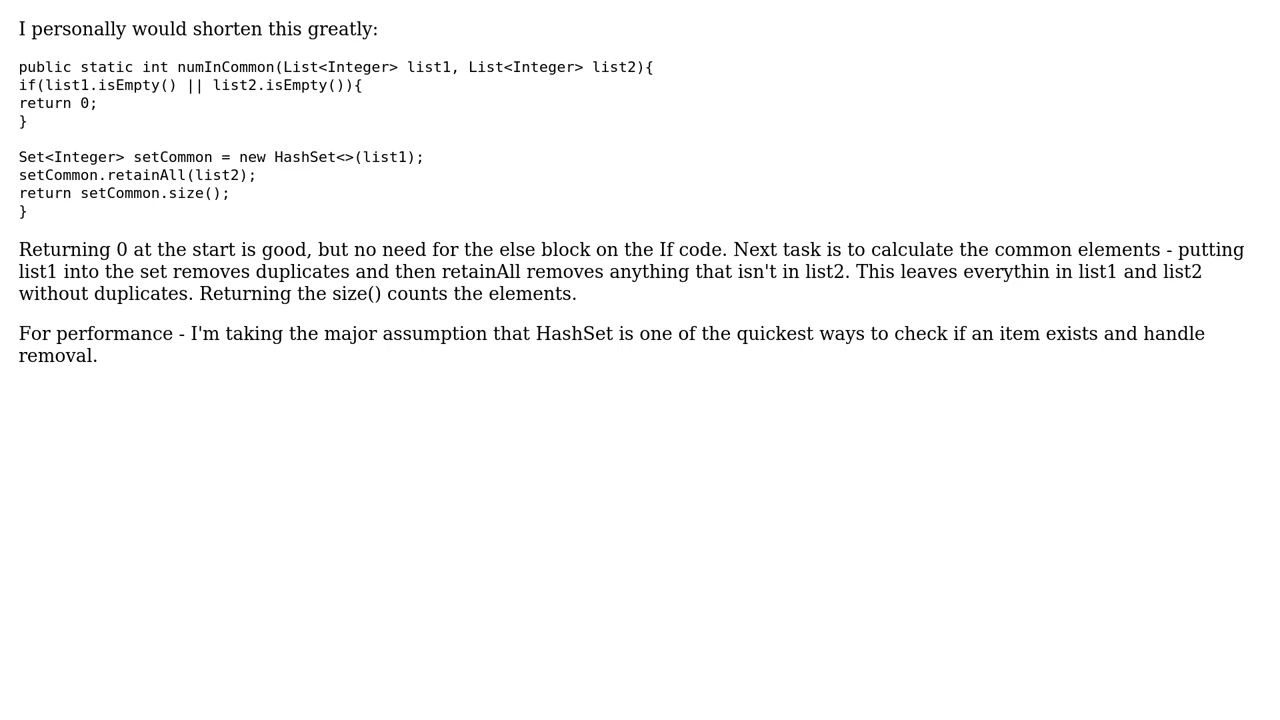 I personally would shorten this greatly:
public static int numInCommon(List<Integer> list1, List<Integer> list2){
if(list1.isEmpty() || list2.isEmpty()){
return 0;
}
Set<Integer> setCommon = new HashSet<>(list1);
setCommon.retainAll(list2);
return setCommon.size();
}
Returning 0 at the start is good, but no need for the else block on the If code. Next task is to calculate the common elements - putting
list1 into the set removes duplicates and then retainAll removes anything that isn't in list2. This leaves everythin in list1 and list2
without duplicates. Returning the size() counts the elements.
For performance - I'm taking the major assumption that HashSet is one of the quickest ways to check if an item exists and handle
removal.